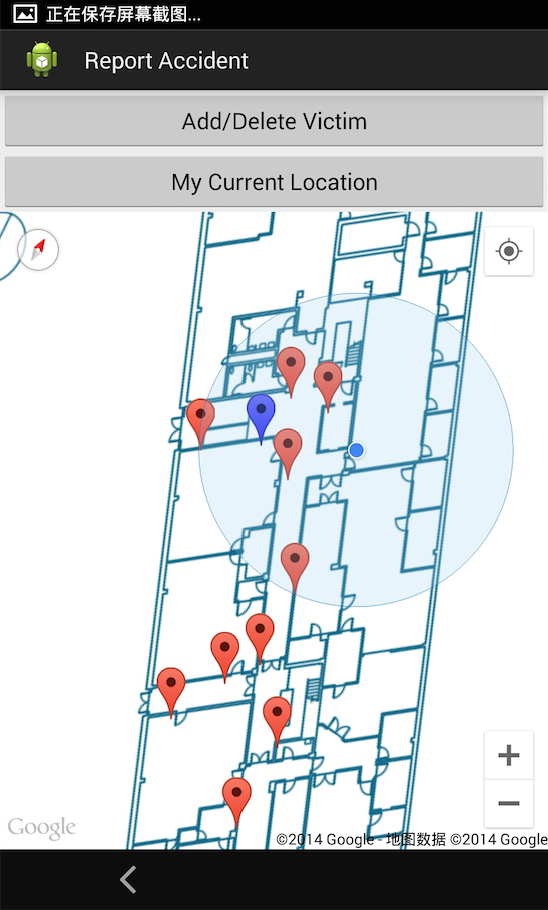 正在保存屏幕截图...
Report Accident
Add/Delete Victim
My Current Location
Google
©2014 Google - 地图数据 ©2014 Google